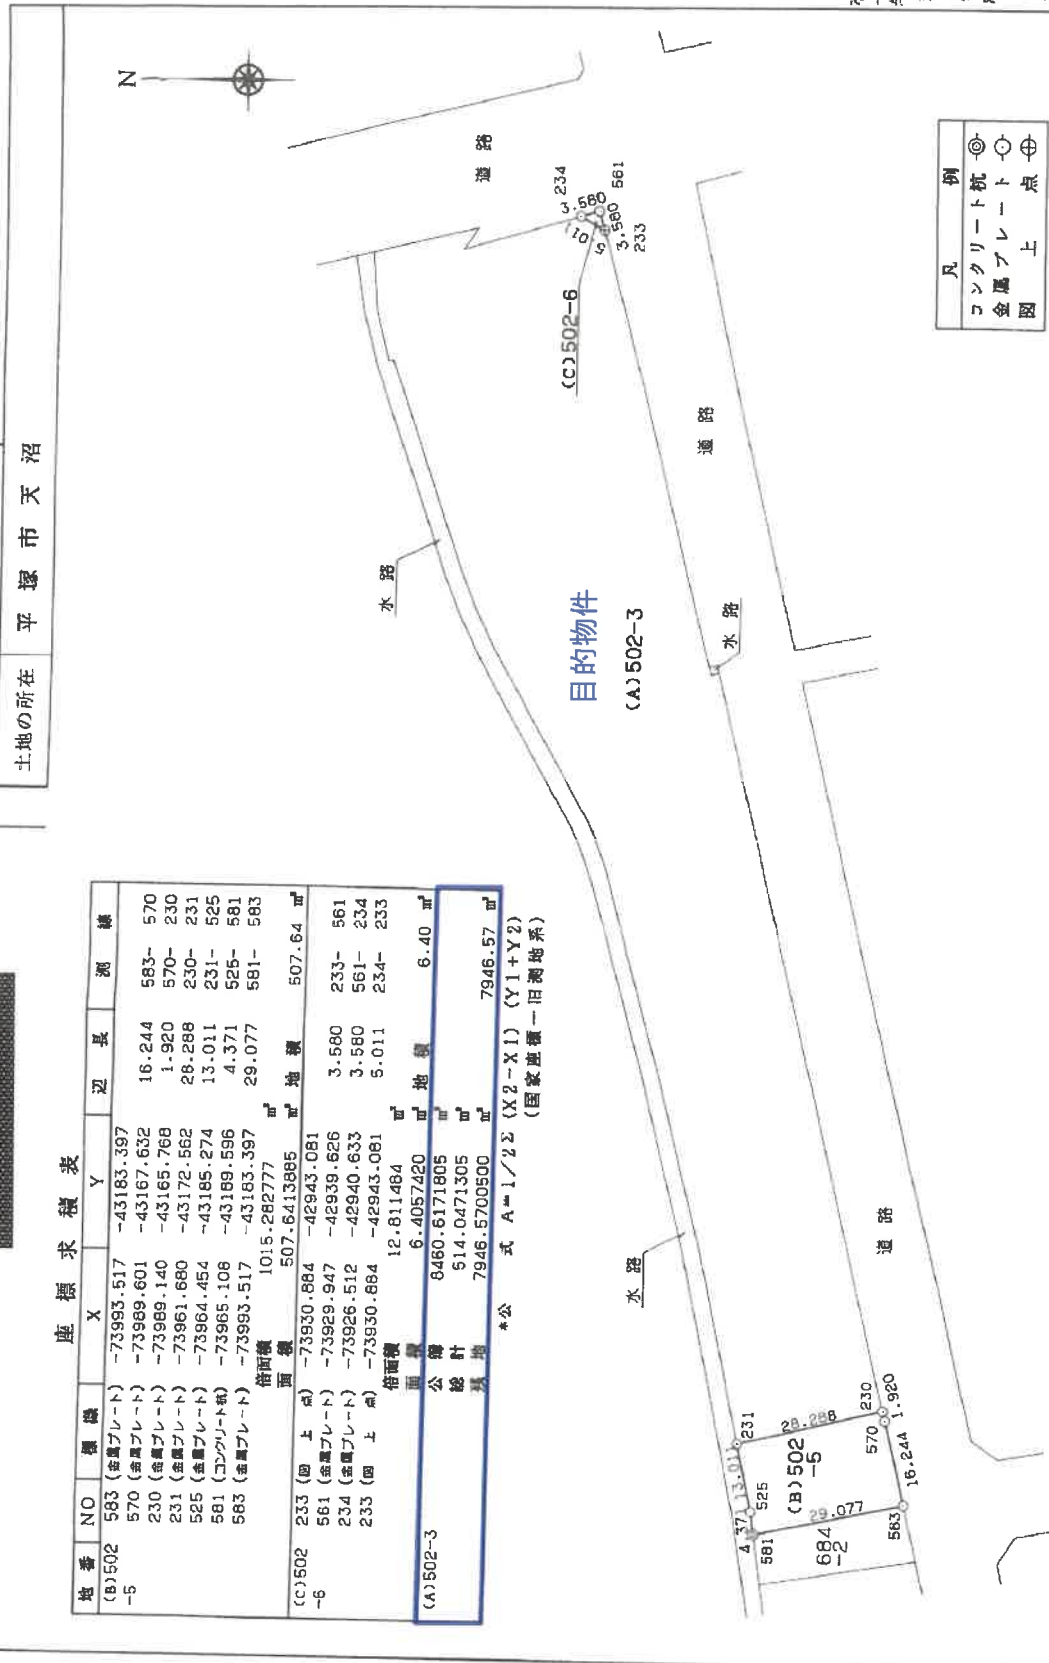 土地の所在 平塚市天沼
N
座標求積表
地番 NO 標識 X Y 辺長 測線
(B)502-5 583 (金属プレート) -73993.517 -43183.397
570 (金属プレート) -73989.601 -43167.632 16.244 583- 570
230 (金属プレート) -73989.140 -43165.768 1.920 570- 230
231 (金属プレート) -73961.680 -43172.562 28.288 230- 231
525 (金属プレート) -73964.454 -43185.274 13.011 231- 525
581 (コンクリート杭) -73965.108 -43189.596 4.371 525- 581
583 (金属プレート) -73993.517 -43183.397 29.077 581- 583
倍面積 1015.282777 ㎡
面積 507.6413885 ㎡ 地積 507.64 ㎡
(C)502-6 233 (図上点) -73930.884 -42943.081
561 (金属プレート) -73929.947 -42939.626 3.580 233- 561
234 (金属プレート) -73926.512 -42940.633 3.580 561- 234
233 (図上点) -73930.884 -42943.081 5.011 234- 233
倍面積 12.811484 ㎡
面積 6.4057420 ㎡ 地積 6.40 ㎡
(A)502-3 公簿 8460.6171805 ㎡
総計 514.0471305 ㎡
残地 7946.5700500 ㎡ 7946.57 ㎡
*公式 A=1/2Σ(X2-X1)(Y1+Y2)
(国家座標-旧測地系)
道路
234
3.580
561
5.011
3.580
233
(C)502-6
水路
目的物件
(A)502-3
道路
水路
水路
道路
231
13.011
525
4.371
581
28.288
(B)502-5
29.077
684-2
230
1.920
570
16.244
583
凡例
コンクリート杭
金属プレート
図上点